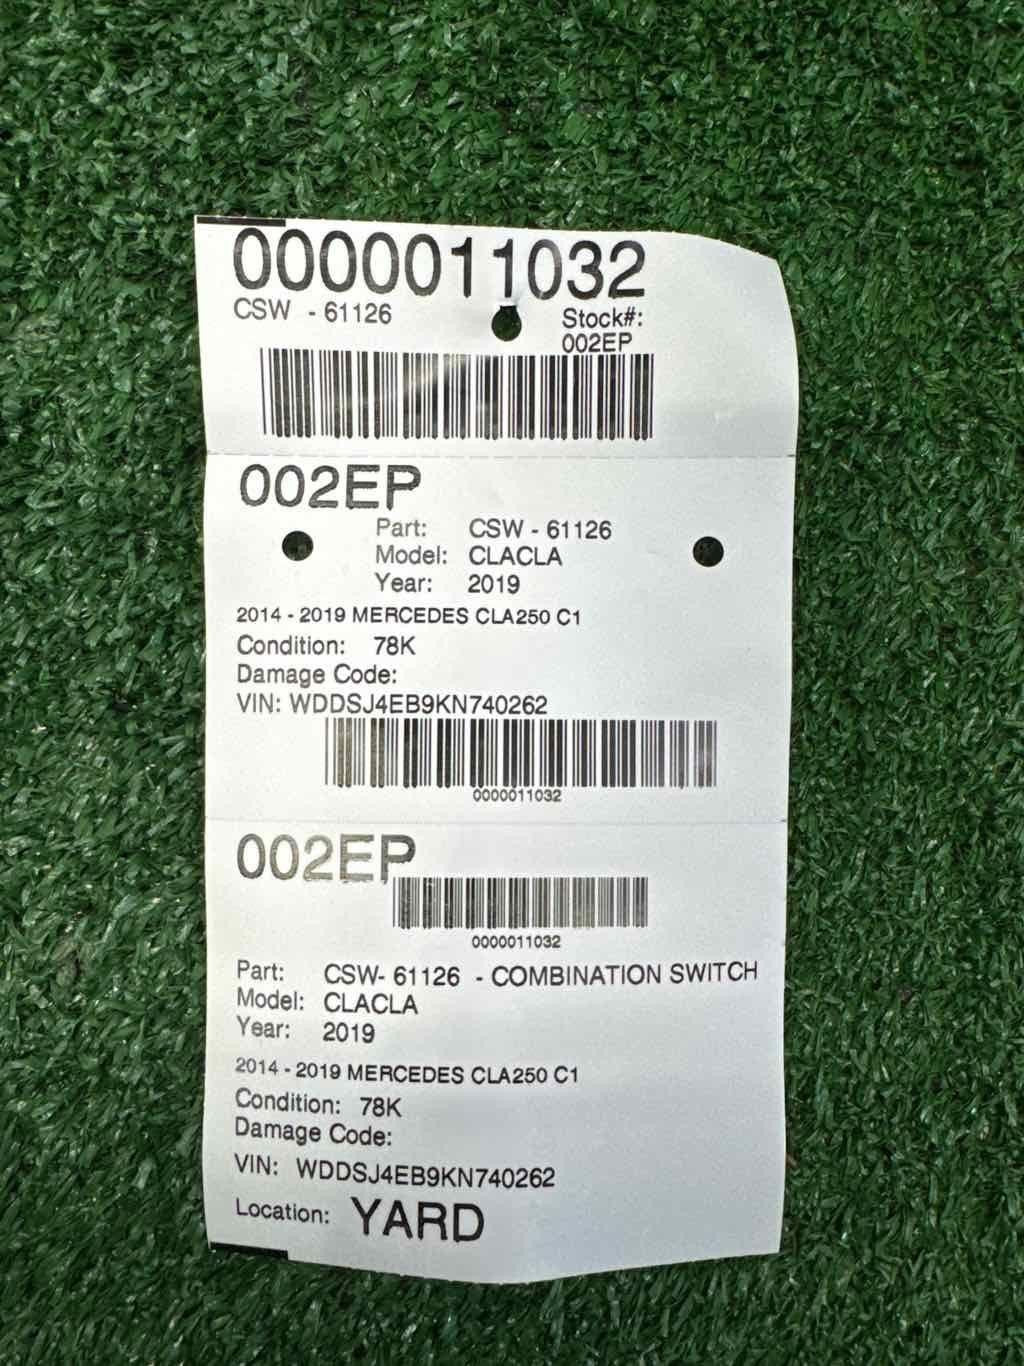 0000011032
CSW - 61126
Stock#:
002EP
002EP
Part: CSW - 61126
Model: CLACLA
Year: 2019
2014 - 2019 MERCEDES CLA250 C1
Condition: 78K
Damage Code:
VIN: WDDSJ4EB9KN740262
0000011032
002EP
0000011032
Part: CSW- 61126 - COMBINATION SWITCH
Model: CLACLA
Year: 2019
2014 - 2019 MERCEDES CLA250 C1
Condition: 78K
Damage Code:
VIN: WDDSJ4EB9KN740262
Location: YARD